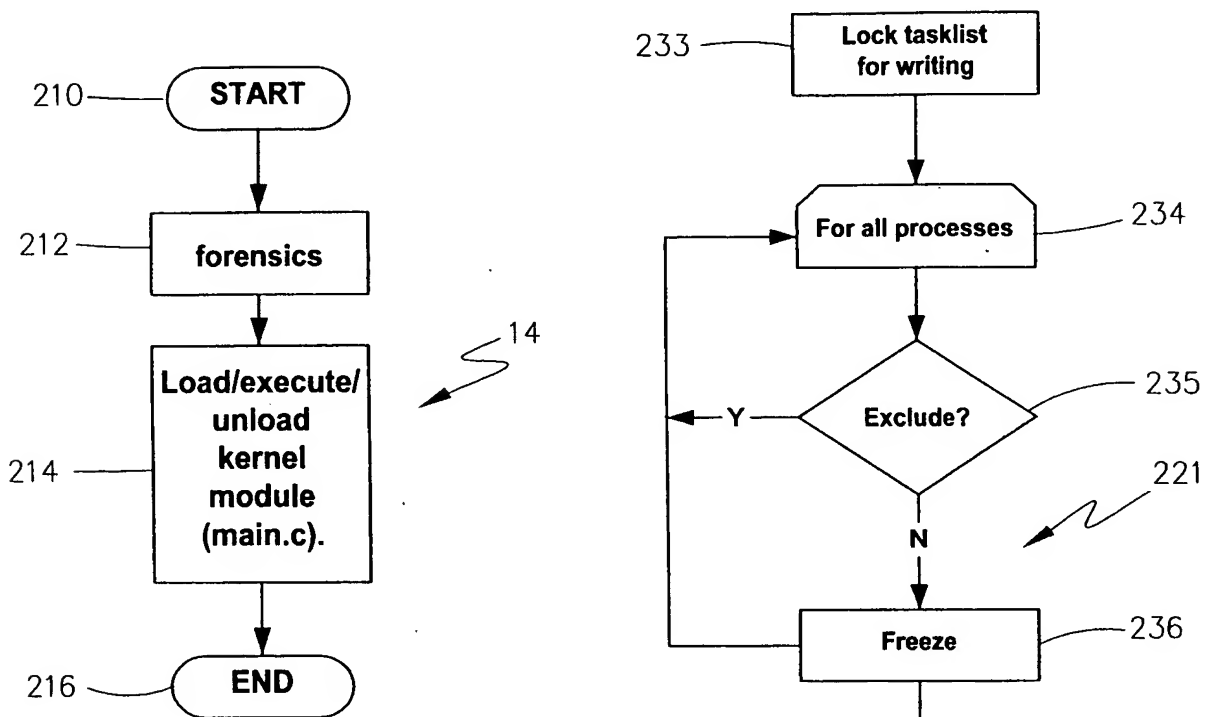 210
START
212
forensics
14
214
Load/execute/
unload
kernel
module
(main.c).
216
END
233
Lock tasklist
for writing
For all processes
234
Exclude?
235
Y
N
221
Freeze
236